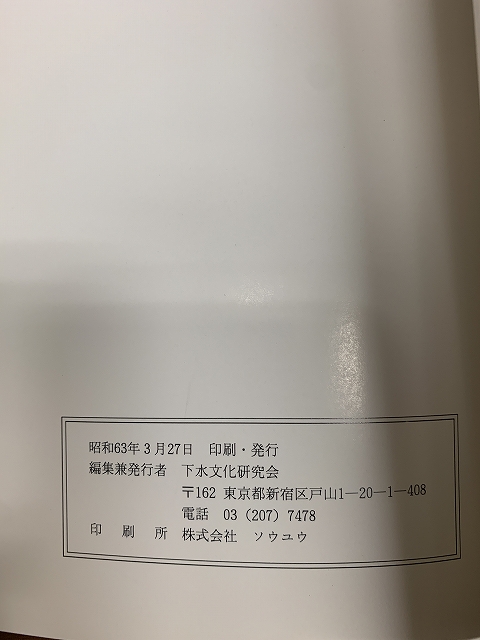 昭和63年3月27日 印刷・発行
編集兼発行者 下水文化研究会
〒162 東京都新宿区戸山1―20―1―408
電話 03（207）7478
印刷所 株式会社 ソウユウ